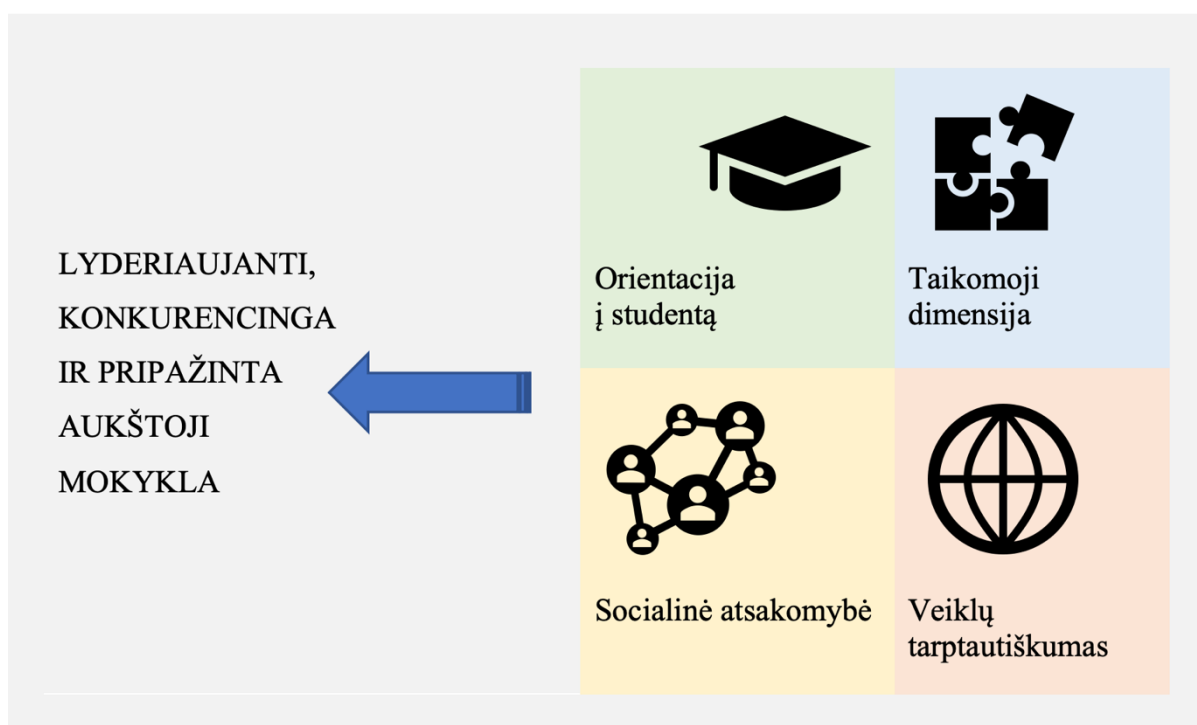 LYDERIAUJANTI,
KONKURENCINGA
IR PRIPAŽINTA
AUKŠTOJI
MOKYKLA
Orientacija
į studentą
Taikomoji
dimensija
Socialinė atsakomybė
Veiklų
tarptautiškumas